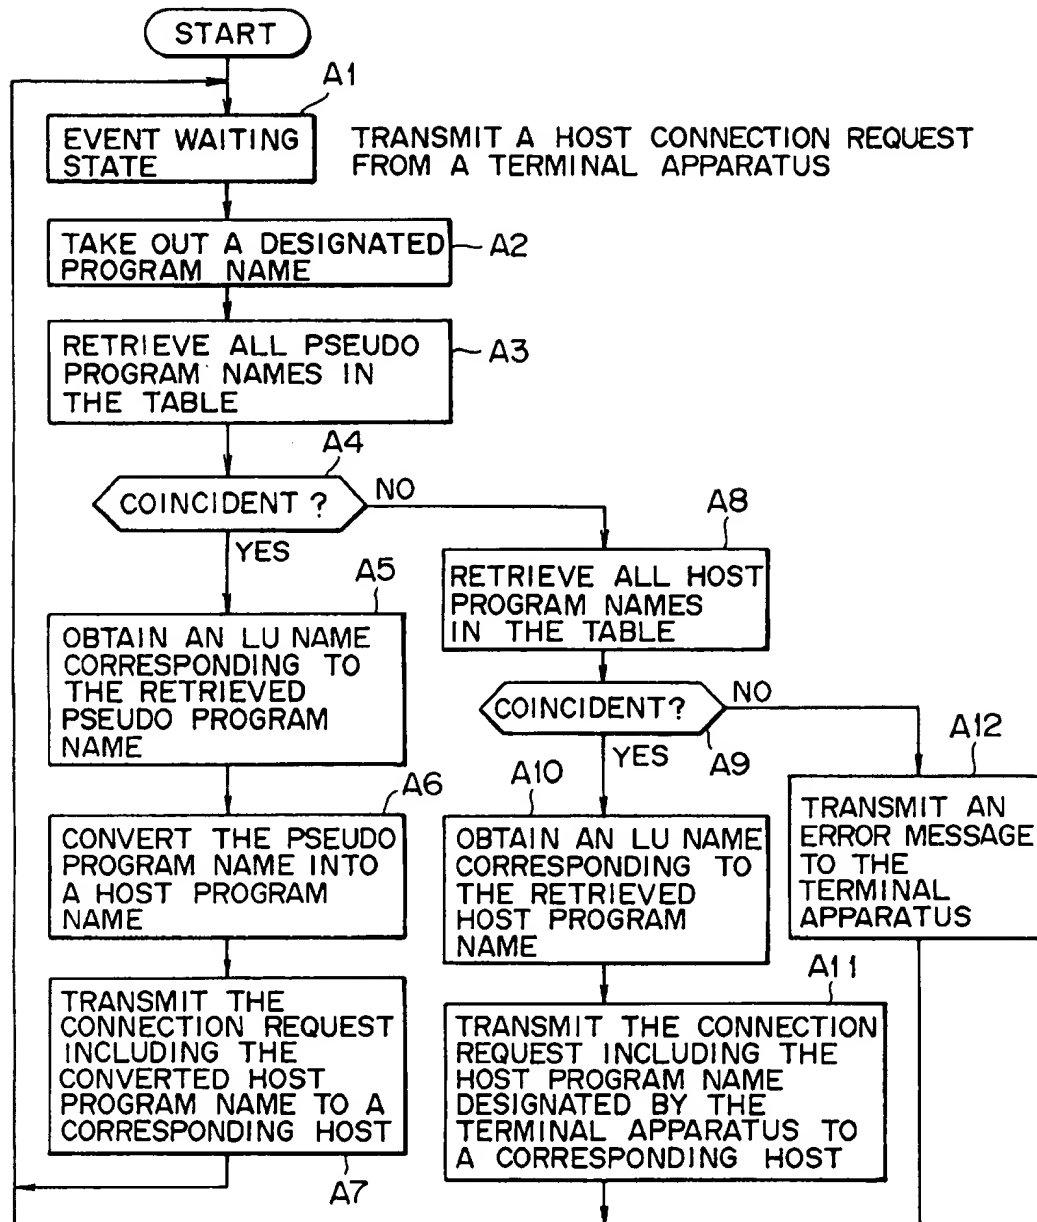 START
A1
EVENT WAITING
STATE
TRANSMIT A HOST CONNECTION REQUEST
FROM A TERMINAL APPARATUS
TAKE OUT A DESIGNATED
PROGRAM NAME
A2
RETRIEVE ALL PSEUDO
PROGRAM NAMES IN
THE TABLE
A3
A4
COINCIDENT?
NO
YES
A5
OBTAIN AN LU NAME
CORRESPONDING TO
THE RETRIEVED
PSEUDO PROGRAM
NAME
A6
CONVERT THE PSEUDO
PROGRAM NAME INTO
A HOST PROGRAM
NAME
TRANSMIT THE
CONNECTION REQUEST
INCLUDING THE
CONVERTED HOST
PROGRAM NAME TO A
CORRESPONDING HOST
A7
A8
RETRIEVE ALL HOST
PROGRAM NAMES
IN THE TABLE
COINCIDENT?
NO
YES
A9
A10
OBTAIN AN LU NAME
CORRESPONDING TO
THE RETRIEVED
HOST PROGRAM
NAME
A11
TRANSMIT THE CONNECTION
REQUEST INCLUDING THE
HOST PROGRAM NAME
DESIGNATED BY THE
TERMINAL APPARATUS TO
A CORRESPONDING HOST
A12
TRANSMIT AN
ERROR MESSAGE
TO THE
TERMINAL
APPARATUS